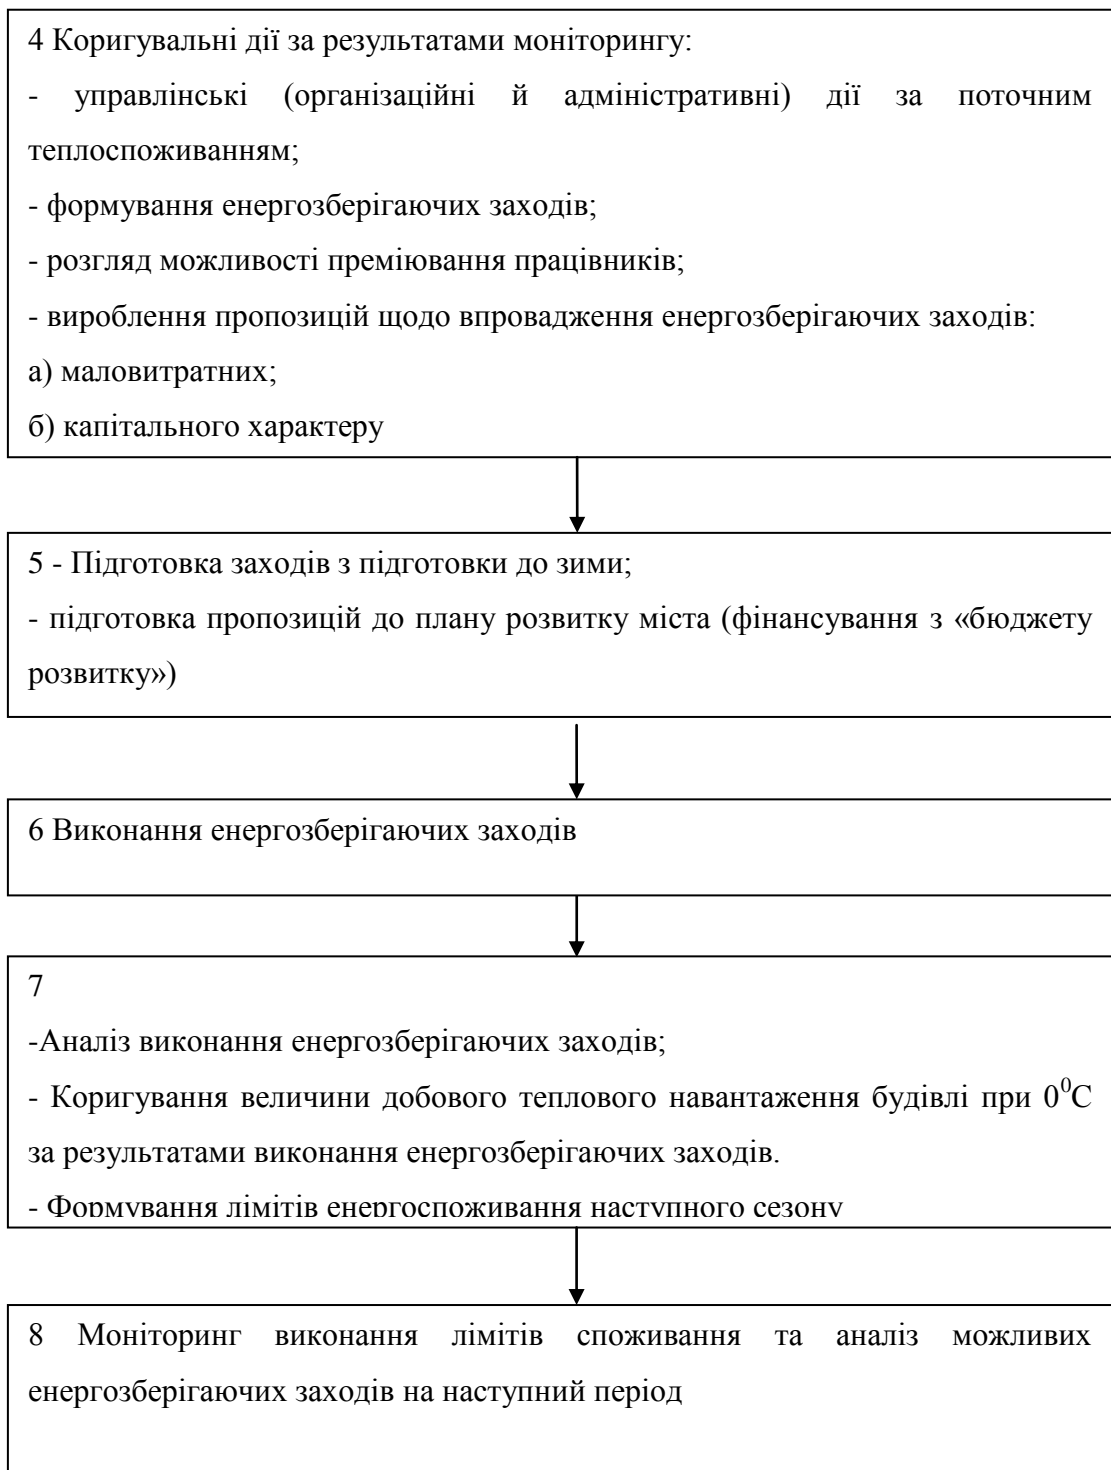 4 Коригувальні дії за результатами моніторингу:
- управлінські (організаційні й адміністративні) дії за поточним
теплоспоживанням;
- формування енергозберігаючих заходів;
- розгляд можливості преміювання працівників;
- вироблення пропозицій щодо впровадження енергозберігаючих заходів:
а) маловитратних;
б) капітального характеру
5 - Підготовка заходів з підготовки до зими;
- підготовка пропозицій до плану розвитку міста (фінансування з «бюджету
розвитку»)
6 Виконання енергозберігаючих заходів
7
-Аналіз виконання енергозберігаючих заходів;
- Коригування величини добового теплового навантаження будівлі при 0⁰С
за результатами виконання енергозберігаючих заходів.
- Формування лімітів енергоспоживання наступного сезону
8 Моніторинг виконання лімітів споживання та аналіз можливих
енергозберігаючих заходів на наступний період